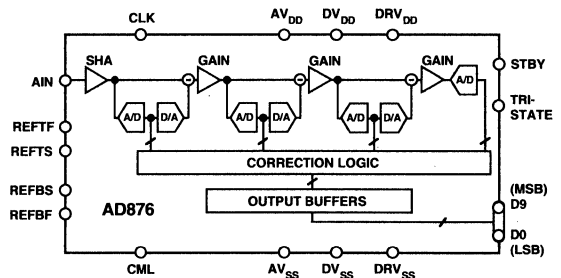 CLK AVDD DVDD DRVDD
SHA GAIN GAIN GAIN
AIN
A/D
STBY
A/D D/A A/D D/A A/D D/A
TRI-
STATE
REFTF
REFTS
CORRECTION LOGIC
REFBS
OUTPUT BUFFERS
(MSB)
D9
REFBF
AD876
D0
(LSB)
CML AVSS DVSS DRVSS